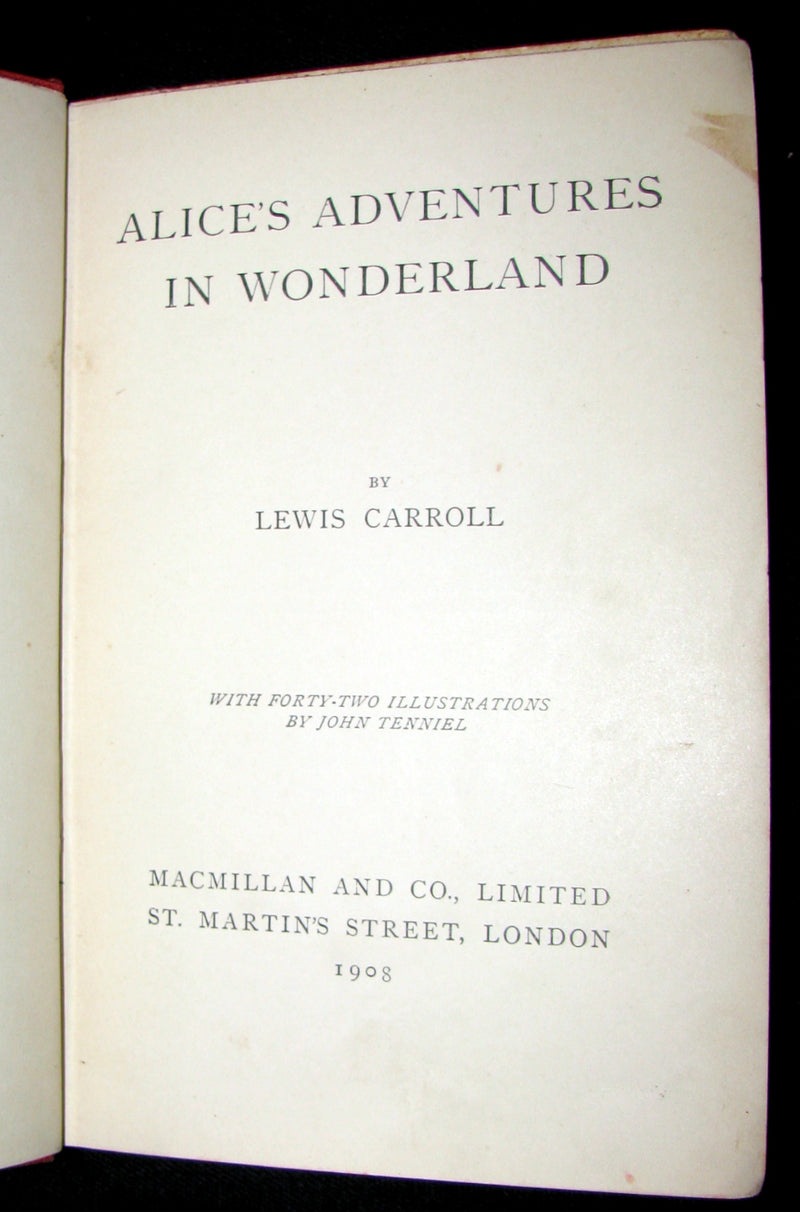 ALICE'S ADVENTURES
IN WONDERLAND
BY
LEWIS CARROLL
WITH FORTY-TWO ILLUSTRATIONS
BY JOHN TENNIEL
MACMILLAN AND CO., LIMITED
ST. MARTIN'S STREET, LONDON
1908